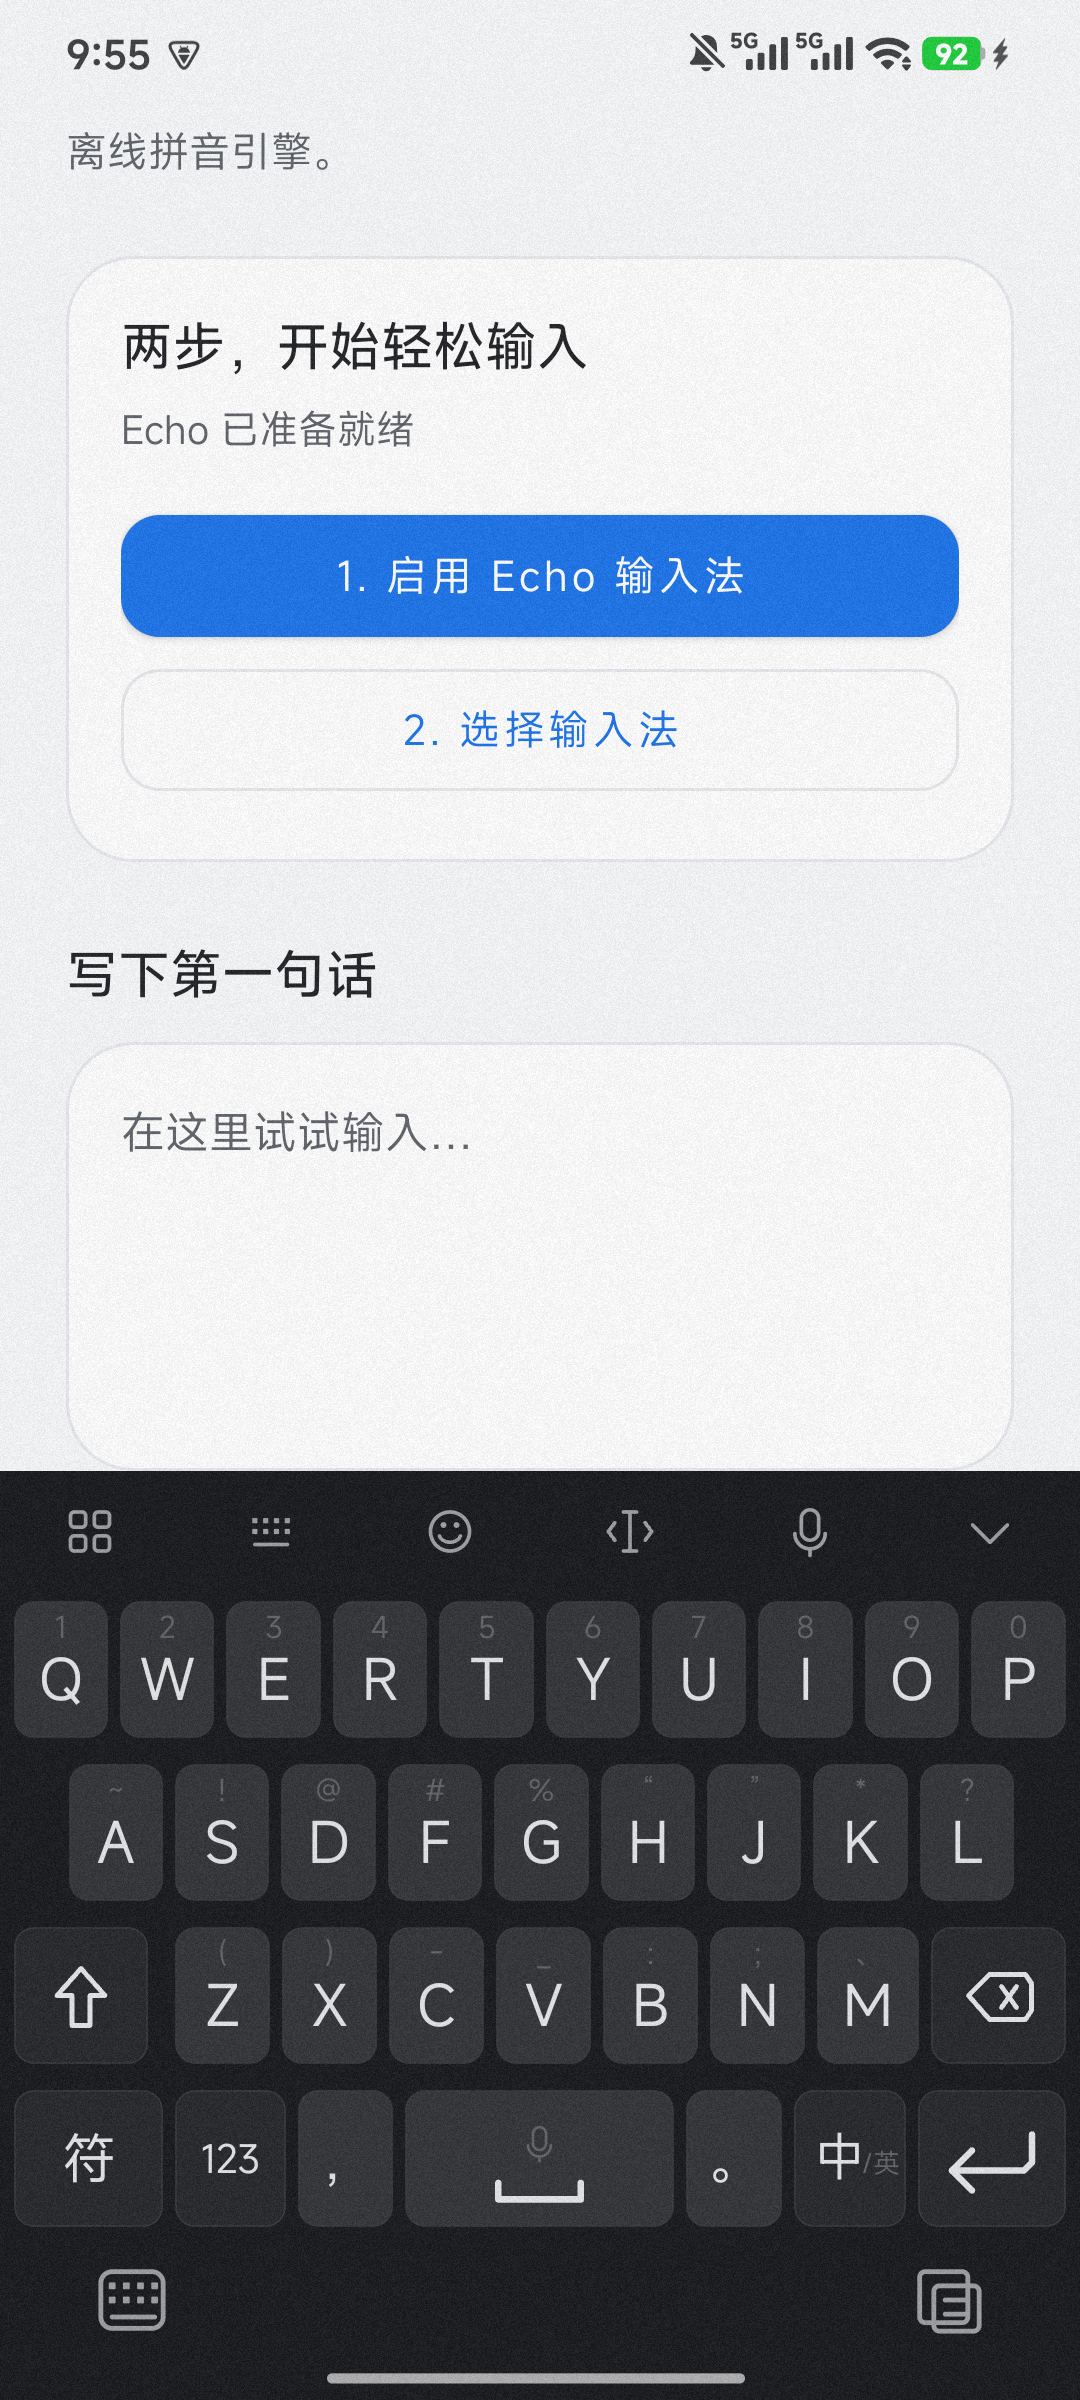 9:55 5G 5G 92
离线拼音引擎。
两步，开始轻松输入
Echo 已准备就绪
1. 启用 Echo 输入法
2. 选择输入法
写下第一句话
在这里试试输入...
1 2 3 4 5 6 7 8 9 0
Q W E R T Y U I O P
~ ! @ # % “ ” * ?
A S D F G H J K L
( ) - _ : ; 、
Z X C V B N M
符 123 ， 。 中/英